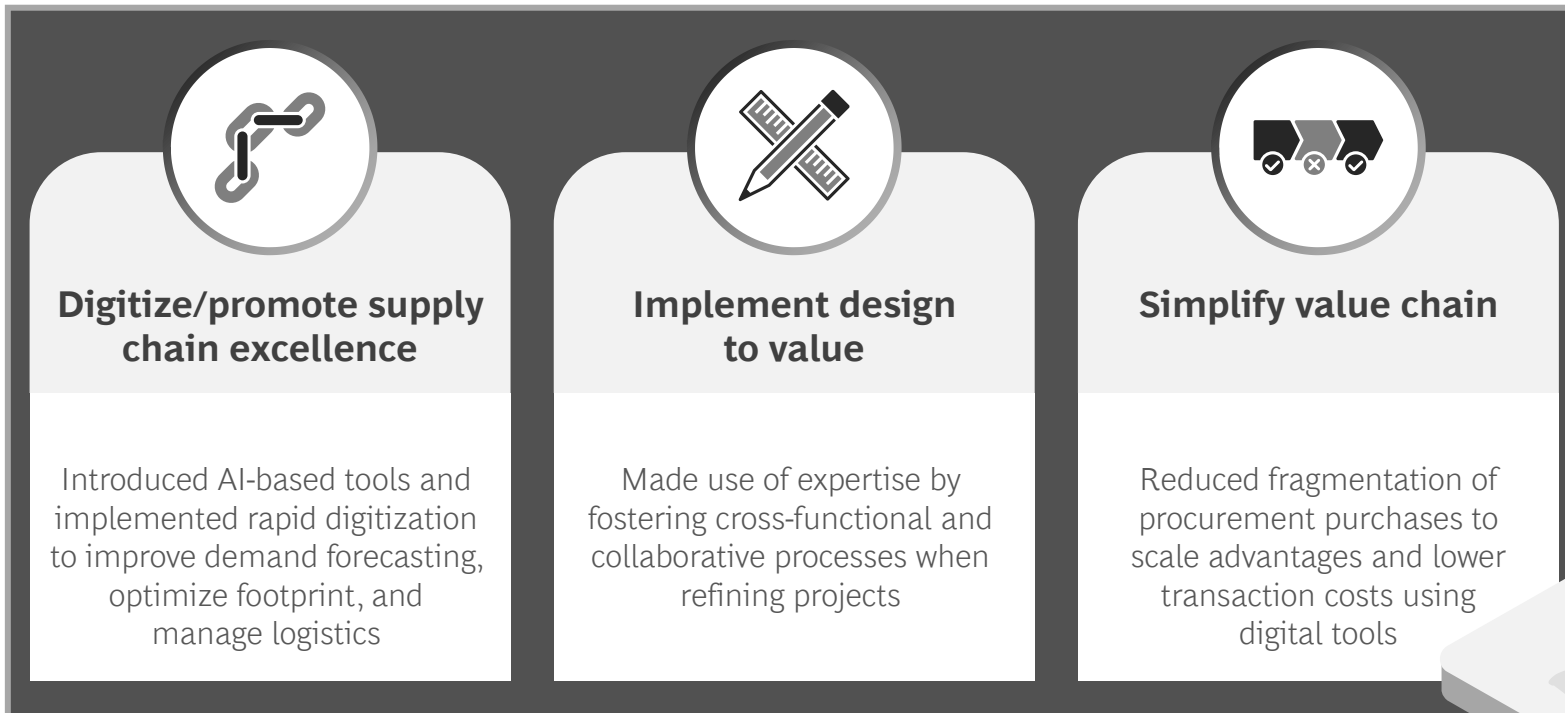 Digitize/promote supply
chain excellence
Introduced AI-based tools and
implemented rapid digitization
to improve demand forecasting,
optimize footprint, and
manage logistics
Implement design
to value
Made use of expertise by
fostering cross-functional and
collaborative processes when
refining projects
Simplify value chain
Reduced fragmentation of
procurement purchases to
scale advantages and lower
transaction costs using
digital tools